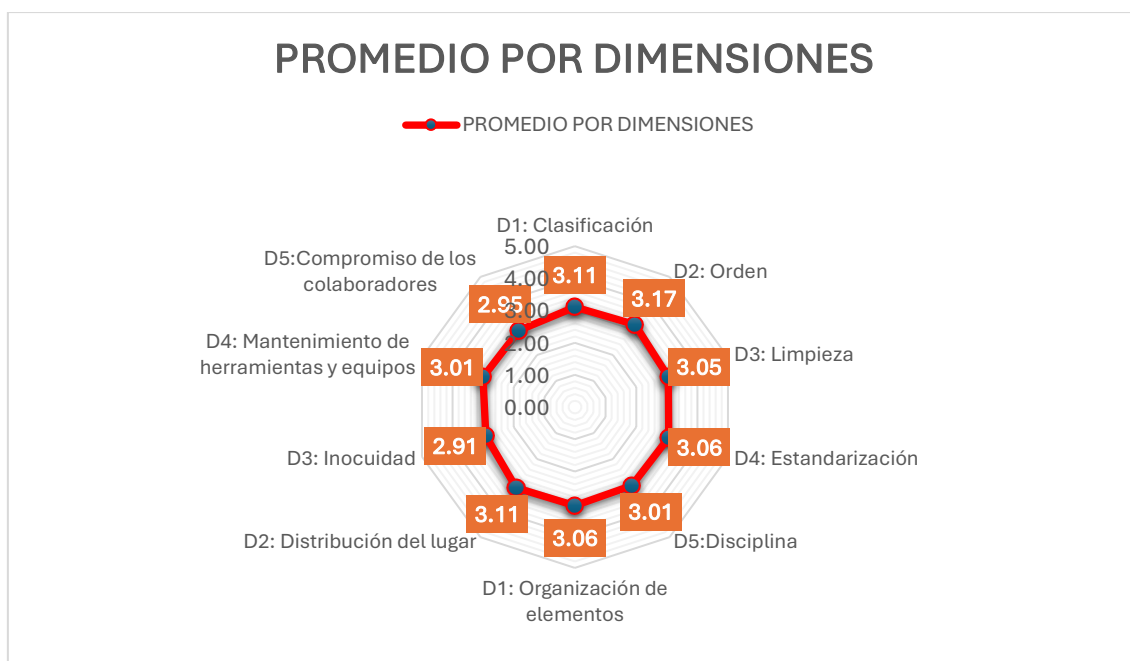 PROMEDIO POR DIMENSIONES
PROMEDIO POR DIMENSIONES
D1: Clasificación
5.00
4.00
3.00
2.00
1.00
0.00
3.11
D2: Orden
3.17
D3: Limpieza
3.05
D4: Estandarización
3.06
D5:Disciplina
3.01
D1: Organización de
elementos
3.06
D2: Distribución del lugar
3.11
D3: Inocuidad
2.91
D4: Mantenimiento de
herramientas y equipos
3.01
D5:Compromiso de los
colaboradores
2.95